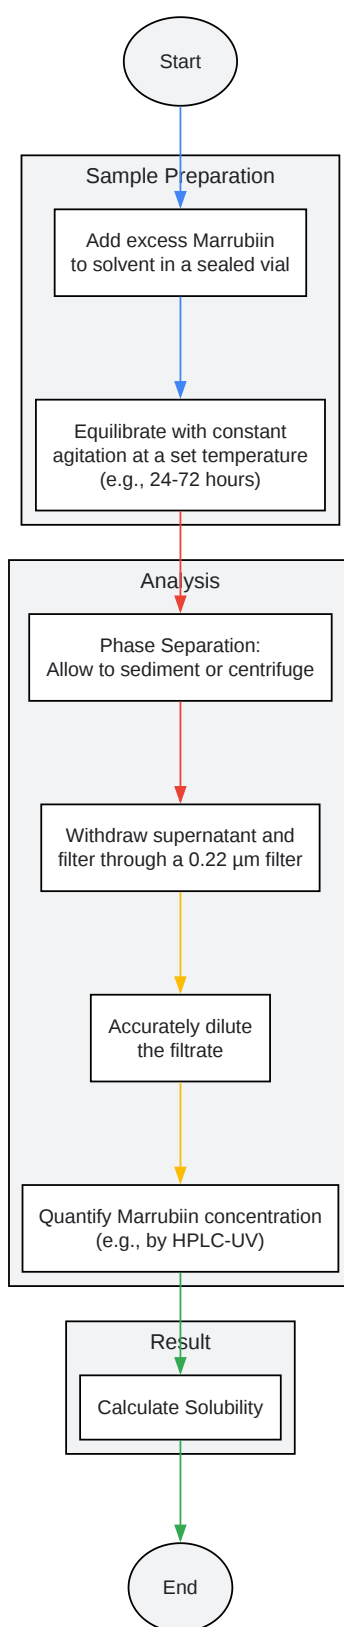 Start
Sample Preparation
Add excess Marrubiin
to solvent in a sealed vial
Equilibrate with constant
agitation at a set temperature
(e.g., 24-72 hours)
Analysis
Phase Separation:
Allow to sediment or centrifuge
Withdraw supernatant and
filter through a 0.22 µm filter
Accurately dilute
the filtrate
Quantify Marrubiin concentration
(e.g., by HPLC-UV)
Result
Calculate Solubility
End